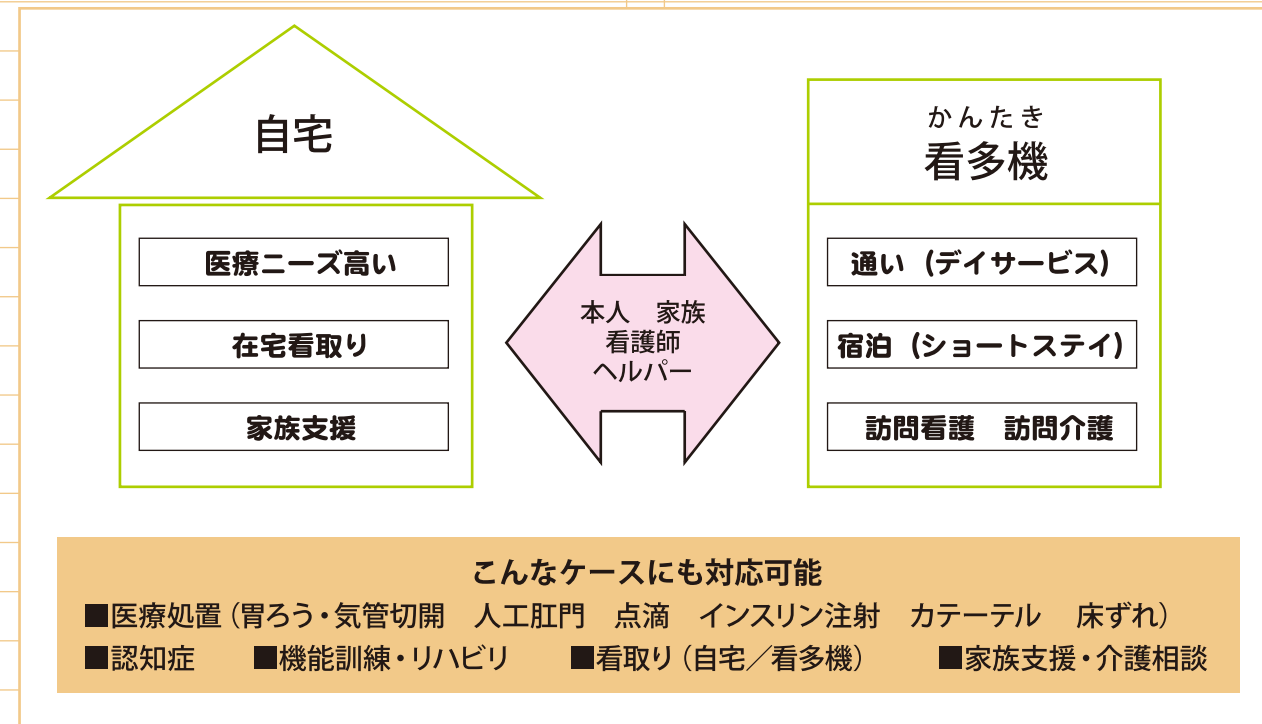 自宅
医療ニーズ高い
在宅看取り
家族支援
本人　家族
看護師
ヘルパー
かんたき
看多機
通い（デイサービス）
宿泊（ショートステイ）
訪問看護　訪問介護
こんなケースにも対応可能
■医療処置（胃ろう・気管切開　人工肛門　点滴　インスリン注射　カテーテル　床ずれ）
■認知症　■機能訓練・リハビリ　■看取り（自宅／看多機）　■家族支援・介護相談